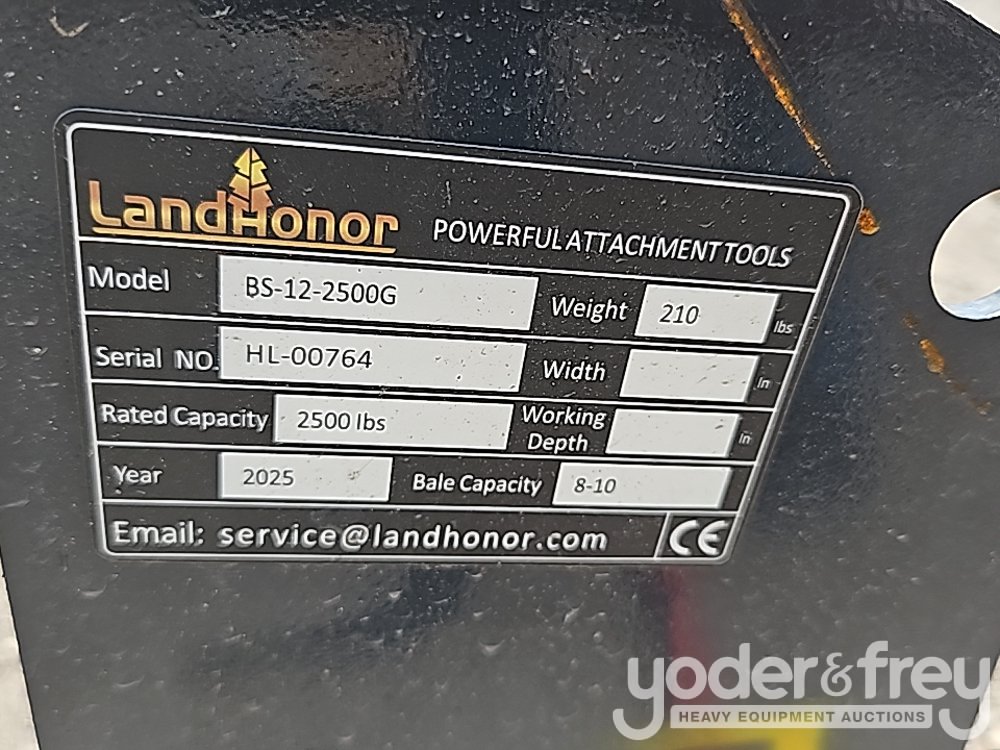 LandHonor POWERFUL ATTACHMENT TOOLS
Model BS-12-2500G Weight 210 lbs
Serial NO. HL-00764 Width In
Rated Capacity 2500 lbs Working Depth In
Year 2025 Bale Capacity 8-10
Email: service@landhonor.com CE
yoder&frey
HEAVY EQUIPMENT AUCTIONS